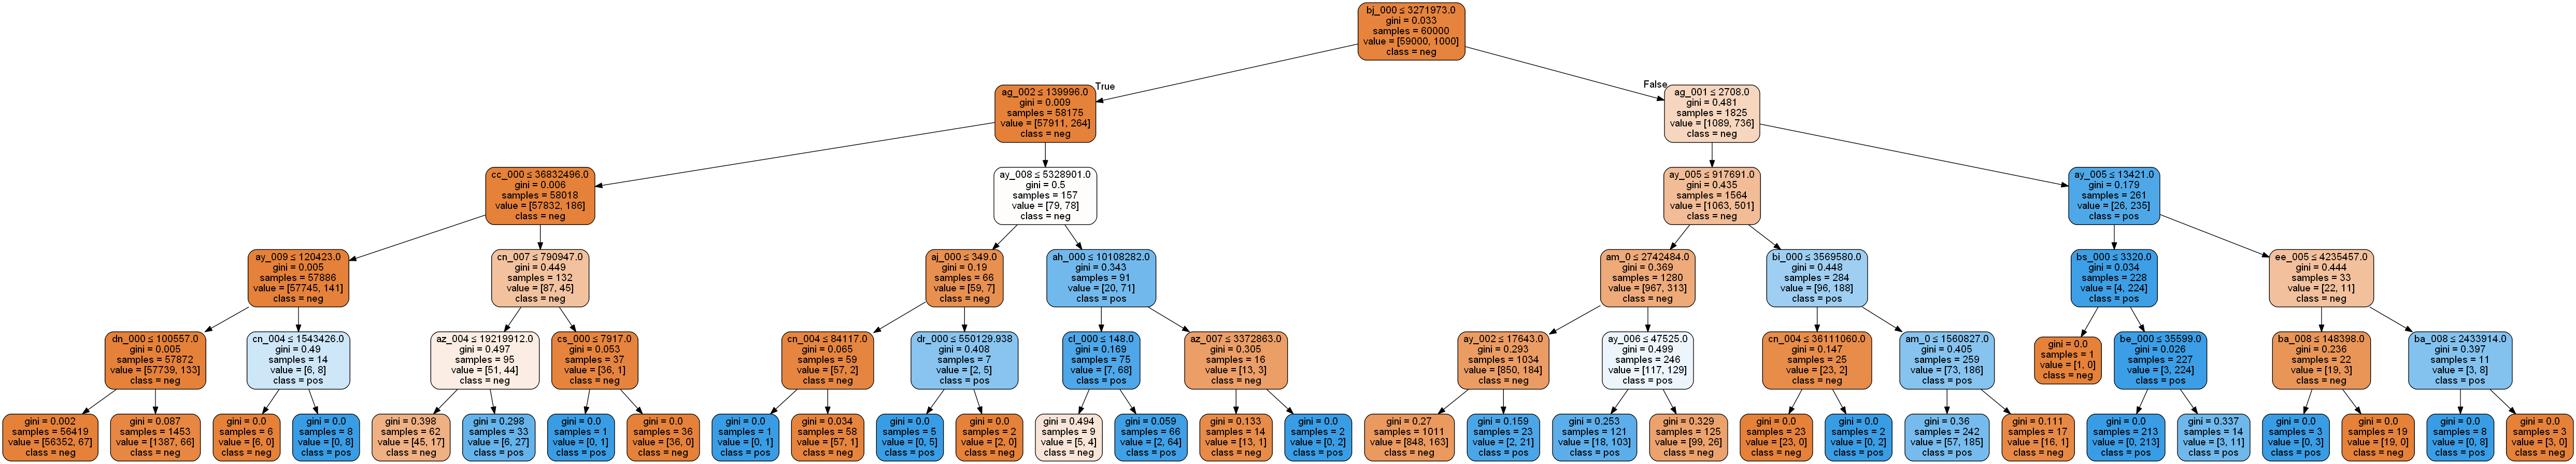 bj_000 ≤ 3271973.0
gini = 0.033
samples = 60000
value = [59000, 1000]
class = neg
True
False
ag_002 ≤ 139996.0
gini = 0.009
samples = 58175
value = [57911, 264]
class = neg
ag_001 ≤ 2708.0
gini = 0.481
samples = 1825
value = [1089, 736]
class = neg
cc_000 ≤ 36832496.0
gini = 0.006
samples = 58018
value = [57832, 186]
class = neg
ay_008 ≤ 5328901.0
gini = 0.5
samples = 157
value = [79, 78]
class = neg
ay_005 ≤ 917691.0
gini = 0.435
samples = 1564
value = [1063, 501]
class = neg
ay_005 ≤ 13421.0
gini = 0.179
samples = 261
value = [26, 235]
class = pos
ay_009 ≤ 120423.0
gini = 0.005
samples = 57886
value = [57745, 141]
class = neg
cn_007 ≤ 790947.0
gini = 0.449
samples = 132
value = [87, 45]
class = neg
aj_000 ≤ 349.0
gini = 0.19
samples = 66
value = [59, 7]
class = neg
ah_000 ≤ 10108282.0
gini = 0.343
samples = 91
value = [20, 71]
class = pos
am_0 ≤ 2742484.0
gini = 0.369
samples = 1280
value = [967, 313]
class = neg
bi_000 ≤ 3569580.0
gini = 0.448
samples = 284
value = [96, 188]
class = pos
bs_000 ≤ 3320.0
gini = 0.034
samples = 228
value = [4, 224]
class = pos
ee_005 ≤ 4235457.0
gini = 0.444
samples = 33
value = [22, 11]
class = neg
dn_000 ≤ 100557.0
gini = 0.005
samples = 57872
value = [57739, 133]
class = neg
cn_004 ≤ 1543426.0
gini = 0.49
samples = 14
value = [6, 8]
class = pos
az_004 ≤ 19219912.0
gini = 0.497
samples = 95
value = [51, 44]
class = neg
cs_000 ≤ 7917.0
gini = 0.053
samples = 37
value = [36, 1]
class = neg
cn_004 ≤ 84117.0
gini = 0.065
samples = 59
value = [57, 2]
class = neg
dr_000 ≤ 550129.938
gini = 0.408
samples = 7
value = [2, 5]
class = pos
cl_000 ≤ 148.0
gini = 0.169
samples = 75
value = [7, 68]
class = pos
az_007 ≤ 3372863.0
gini = 0.305
samples = 16
value = [13, 3]
class = neg
ay_002 ≤ 17643.0
gini = 0.293
samples = 1034
value = [850, 184]
class = neg
ay_006 ≤ 47525.0
gini = 0.499
samples = 246
value = [117, 129]
class = pos
cn_004 ≤ 36111060.0
gini = 0.147
samples = 25
value = [23, 2]
class = neg
am_0 ≤ 1560827.0
gini = 0.405
samples = 259
value = [73, 186]
class = pos
gini = 0.0
samples = 1
value = [1, 0]
class = neg
be_000 ≤ 35599.0
gini = 0.026
samples = 227
value = [3, 224]
class = pos
ba_008 ≤ 148398.0
gini = 0.236
samples = 22
value = [19, 3]
class = neg
ba_008 ≤ 2433914.0
gini = 0.397
samples = 11
value = [3, 8]
class = pos
gini = 0.002
samples = 56419
value = [56352, 67]
class = neg
gini = 0.087
samples = 1453
value = [1387, 66]
class = neg
gini = 0.0
samples = 6
value = [6, 0]
class = neg
gini = 0.0
samples = 8
value = [0, 8]
class = pos
gini = 0.398
samples = 62
value = [45, 17]
class = neg
gini = 0.298
samples = 33
value = [6, 27]
class = pos
gini = 0.0
samples = 1
value = [0, 1]
class = pos
gini = 0.0
samples = 36
value = [36, 0]
class = neg
gini = 0.0
samples = 1
value = [0, 1]
class = pos
gini = 0.034
samples = 58
value = [57, 1]
class = neg
gini = 0.0
samples = 5
value = [0, 5]
class = pos
gini = 0.0
samples = 2
value = [2, 0]
class = neg
gini = 0.494
samples = 9
value = [5, 4]
class = neg
gini = 0.059
samples = 66
value = [2, 64]
class = pos
gini = 0.133
samples = 14
value = [13, 1]
class = neg
gini = 0.0
samples = 2
value = [0, 2]
class = pos
gini = 0.27
samples = 1011
value = [848, 163]
class = neg
gini = 0.159
samples = 23
value = [2, 21]
class = pos
gini = 0.253
samples = 121
value = [18, 103]
class = pos
gini = 0.329
samples = 125
value = [99, 26]
class = neg
gini = 0.0
samples = 23
value = [23, 0]
class = neg
gini = 0.0
samples = 2
value = [0, 2]
class = pos
gini = 0.36
samples = 242
value = [57, 185]
class = pos
gini = 0.111
samples = 17
value = [16, 1]
class = neg
gini = 0.0
samples = 213
value = [0, 213]
class = pos
gini = 0.337
samples = 14
value = [3, 11]
class = pos
gini = 0.0
samples = 3
value = [0, 3]
class = pos
gini = 0.0
samples = 19
value = [19, 0]
class = neg
gini = 0.0
samples = 8
value = [0, 8]
class = pos
gini = 0.0
samples = 3
value = [3, 0]
class = neg